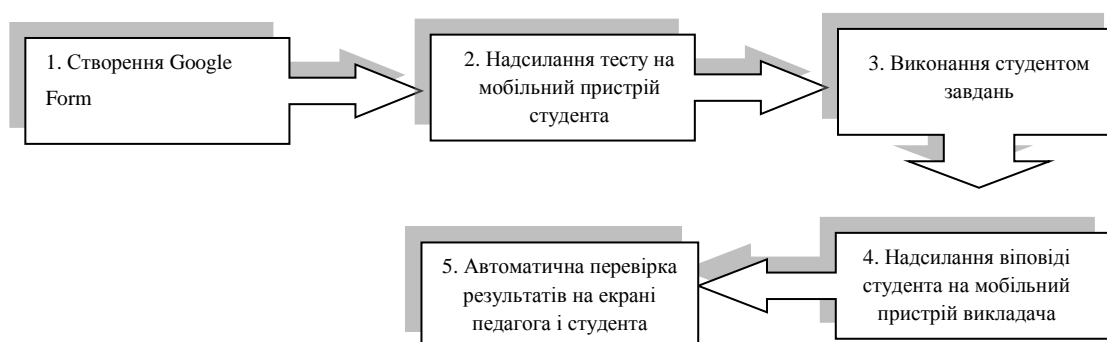 1. Створення Google
Form
2. Надсилання тесту на
мобільний пристрій
студента
3. Виконання студентом
завдань
4. Надсилання віповіді
студента на мобільний
пристрій викладача
5. Автоматична перевірка
результатів на екрані
педагога і студента